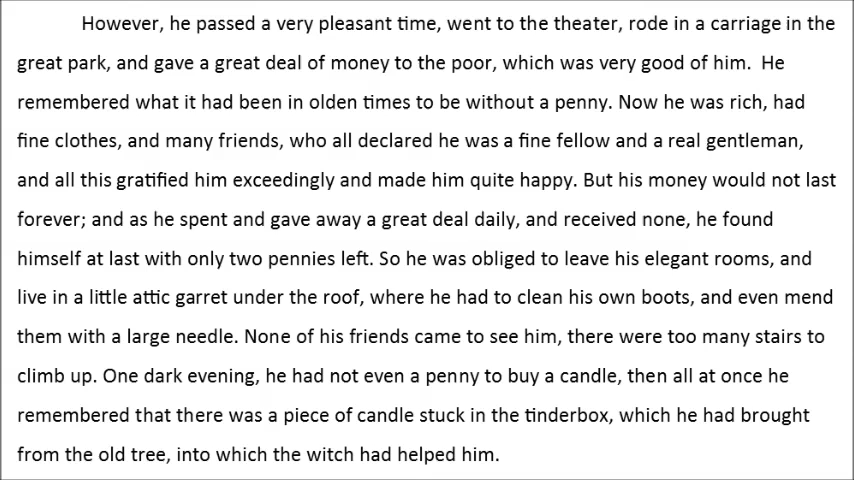 However, he passed a very pleasant time, went to the theater, rode in a carriage in the
great park, and gave a great deal of money to the poor, which was very good of him.  He
remembered what it had been in olden times to be without a penny. Now he was rich, had
fine clothes, and many friends, who all declared he was a fine fellow and a real gentleman,
and all this gratified him exceedingly and made him quite happy. But his money would not last
forever; and as he spent and gave away a great deal daily, and received none, he found
himself at last with only two pennies left. So he was obliged to leave his elegant rooms, and
live in a little attic garret under the roof, where he had to clean his own boots, and even mend
them with a large needle. None of his friends came to see him, there were too many stairs to
climb up. One dark evening, he had not even a penny to buy a candle, then all at once he
remembered that there was a piece of candle stuck in the tinderbox, which he had brought
from the old tree, into which the witch had helped him.